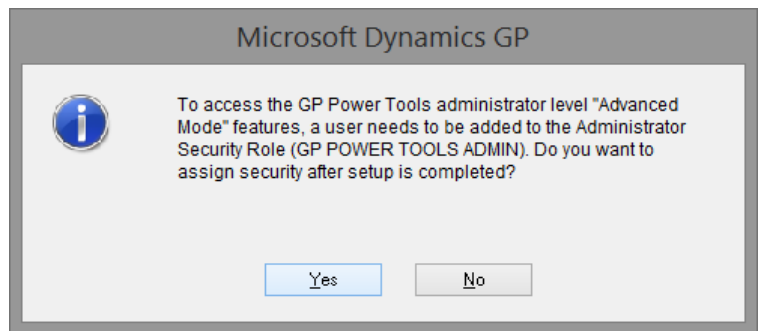 Microsoft Dynamics GP
To access the GP Power Tools administrator level "Advanced
Mode" features, a user needs to be added to the Administrator
Security Role (GP POWER TOOLS ADMIN). Do you want to
assign security after setup is completed?
Yes No